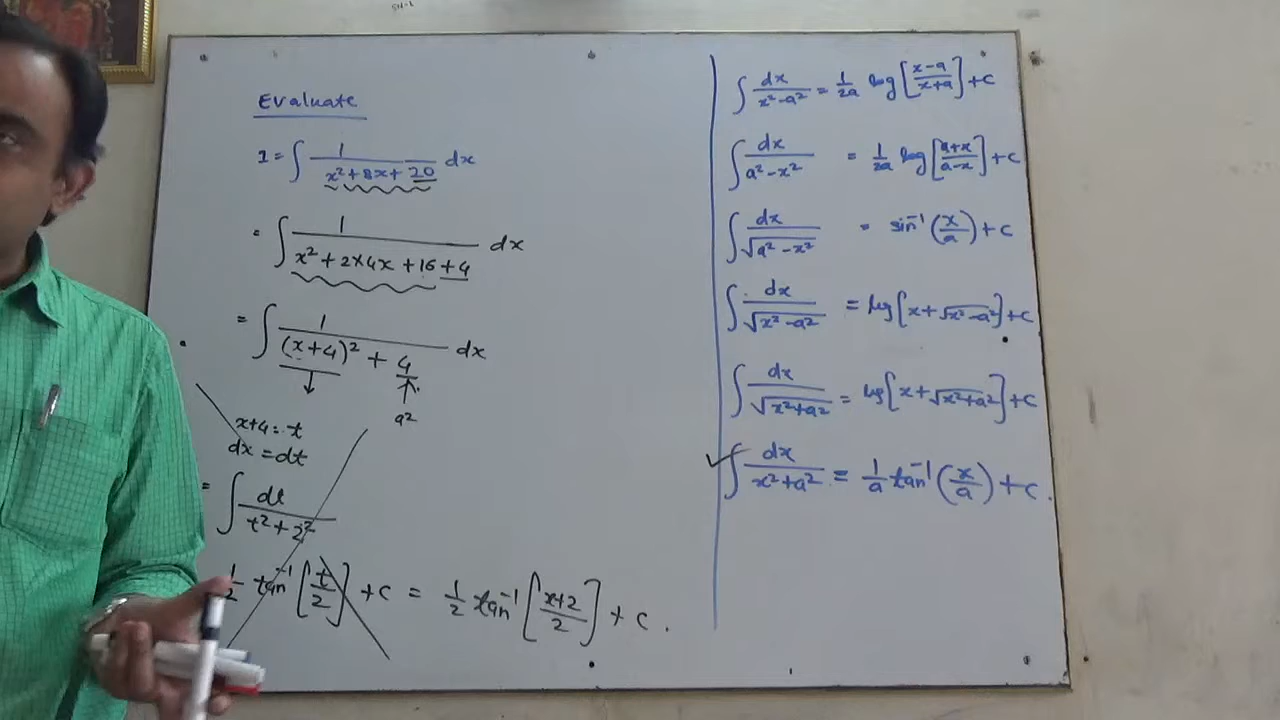 Evaluate
I = ∫ 1/(x² + 8x + 20) dx
= ∫ 1/(x² + 2×4x + 16 + 4) dx
= ∫ 1/((x+4)² + 4) dx
a²
x+4 = t
dx = dt
= ∫ dt/(t² + 2²)
1/2 tan⁻¹ [t/2] + c = 1/2 tan⁻¹ [(x+2)/2] + c.
∫ dx/(x² - a²) = 1/2a log [(x-a)/(x+a)] + c
∫ dx/(a² - x²) = 1/2a log [(a+x)/(a-x)] + c
∫ dx/√(a² - x²) = sin⁻¹ (x/a) + c
∫ dx/√(x² - a²) = log [x + √(x² - a²)] + c
∫ dx/√(x² + a²) = log [x + √(x² + a²)] + c
✓ ∫ dx/(x² + a²) = 1/a tan⁻¹ (x/a) + c.